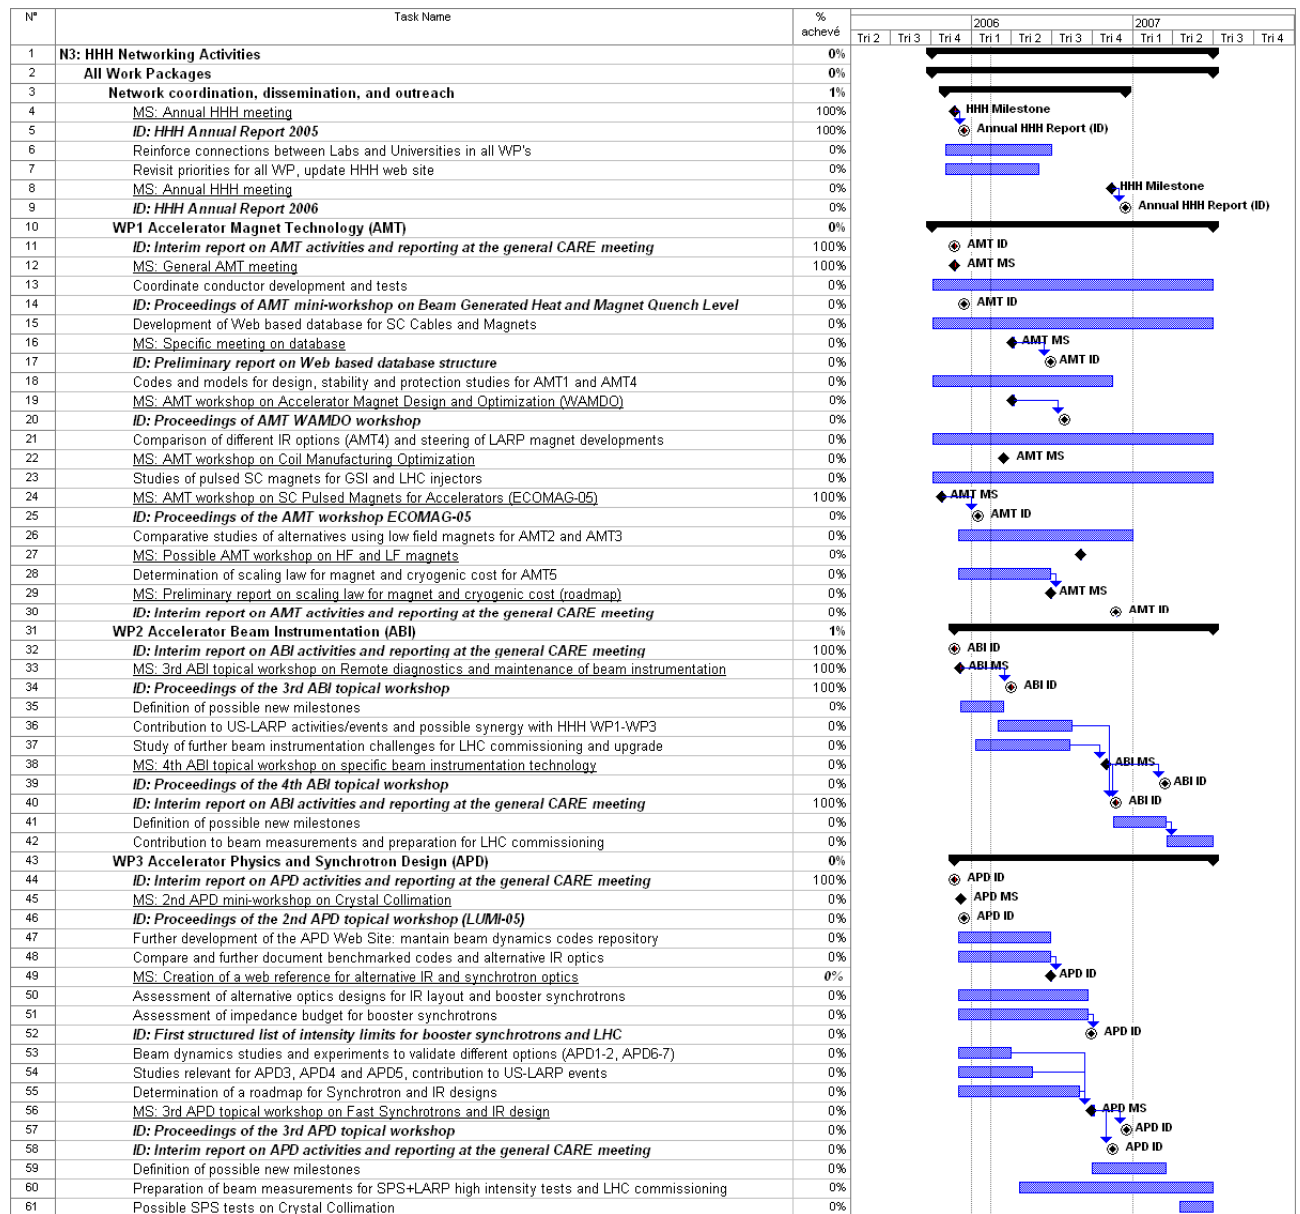 N° Task Name % achevé 2006 2007
Tri 2 Tri 3 Tri 4 Tri 1 Tri 2 Tri 3 Tri 4 Tri 1 Tri 2 Tri 3 Tri 4
1 N3: HHH Networking Activities 0%
2 All Work Packages 0%
3 Network coordination, dissemination, and outreach 1%
4 MS: Annual HHH meeting 100% HHH Milestone
5 ID: HHH Annual Report 2005 100% Annual HHH Report (ID)
6 Reinforce connections between Labs and Universities in all WP's 0%
7 Revisit priorities for all WP, update HHH web site 0%
8 MS: Annual HHH meeting 0% HHH Milestone
9 ID: HHH Annual Report 2006 0% Annual HHH Report (ID)
10 WP1 Accelerator Magnet Technology (AMT) 0%
11 ID: Interim report on AMT activities and reporting at the general CARE meeting 100% AMT ID
12 MS: General AMT meeting 100% AMT MS
13 Coordinate conductor development and tests 0%
14 ID: Proceedings of AMT mini-workshop on Beam Generated Heat and Magnet Quench Level 0% AMT ID
15 Development of Web based database for SC Cables and Magnets 0%
16 MS: Specific meeting on database 0% AMT MS
17 ID: Preliminary report on Web based database structure 0% AMT ID
18 Codes and models for design, stability and protection studies for AMT1 and AMT4 0%
19 MS: AMT workshop on Accelerator Magnet Design and Optimization (WAMDO) 0%
20 ID: Proceedings of AMT WAMDO workshop 0%
21 Comparison of different IR options (AMT4) and steering of LARP magnet developments 0%
22 MS: AMT workshop on Coil Manufacturing Optimization 0% AMT MS
23 Studies of pulsed SC magnets for GSI and LHC injectors 0%
24 MS: AMT workshop on SC Pulsed Magnets for Accelerators (ECOMAG-05) 100% AMT MS
25 ID: Proceedings of the AMT workshop ECOMAG-05 0% AMT ID
26 Comparative studies of alternatives using low field magnets for AMT2 and AMT3 0%
27 MS: Possible AMT workshop on HF and LF magnets 0%
28 Determination of scaling law for magnet and cryogenic cost for AMT5 0%
29 MS: Preliminary report on scaling law for magnet and cryogenic cost (roadmap) 0% AMT MS
30 ID: Interim report on AMT activities and reporting at the general CARE meeting 0% AMT ID
31 WP2 Accelerator Beam Instrumentation (ABI) 1%
32 ID: Interim report on ABI activities and reporting at the general CARE meeting 100% ABI ID
33 MS: 3rd ABI topical workshop on Remote diagnostics and maintenance of beam instrumentation 100% ABI MS
34 ID: Proceedings of the 3rd ABI topical workshop 100% ABI ID
35 Definition of possible new milestones 0%
36 Contribution to US-LARP activities/events and possible synergy with HHH WP1-WP3 0%
37 Study of further beam instrumentation challenges for LHC commissioning and upgrade 0%
38 MS: 4th ABI topical workshop on specific beam instrumentation technology 0% ABI MS
39 ID: Proceedings of the 4th ABI topical workshop 0% ABI ID
40 ID: Interim report on ABI activities and reporting at the general CARE meeting 100% ABI ID
41 Definition of possible new milestones 0%
42 Contribution to beam measurements and preparation for LHC commissioning 0%
43 WP3 Accelerator Physics and Synchrotron Design (APD) 0%
44 ID: Interim report on APD activities and reporting at the general CARE meeting 100% APD ID
45 MS: 2nd APD mini-workshop on Crystal Collimation 0% APD MS
46 ID: Proceedings of the 2nd APD topical workshop (LUMI-05) 0% APD ID
47 Further development of the APD Web Site: mantain beam dynamics codes repository 0%
48 Compare and further document benchmarked codes and alternative IR optics 0%
49 MS: Creation of a web reference for alternative IR and synchrotron optics 0% APD ID
50 Assessment of alternative optics designs for IR layout and booster synchrotrons 0%
51 Assessment of impedance budget for booster synchrotrons 0%
52 ID: First structured list of intensity limits for booster synchrotrons and LHC 0% APD ID
53 Beam dynamics studies and experiments to validate different options (APD1-2, APD6-7) 0%
54 Studies relevant for APD3, APD4 and APD5, contribution to US-LARP events 0%
55 Determination of a roadmap for Synchrotron and IR designs 0%
56 MS: 3rd APD topical workshop on Fast Synchrotrons and IR design 0% APD MS
57 ID: Proceedings of the 3rd APD topical workshop 0% APD ID
58 ID: Interim report on APD activities and reporting at the general CARE meeting 0% APD ID
59 Definition of possible new milestones 0%
60 Preparation of beam measurements for SPS+LARP high intensity tests and LHC commissioning 0%
61 Possible SPS tests on Crystal Collimation 0%